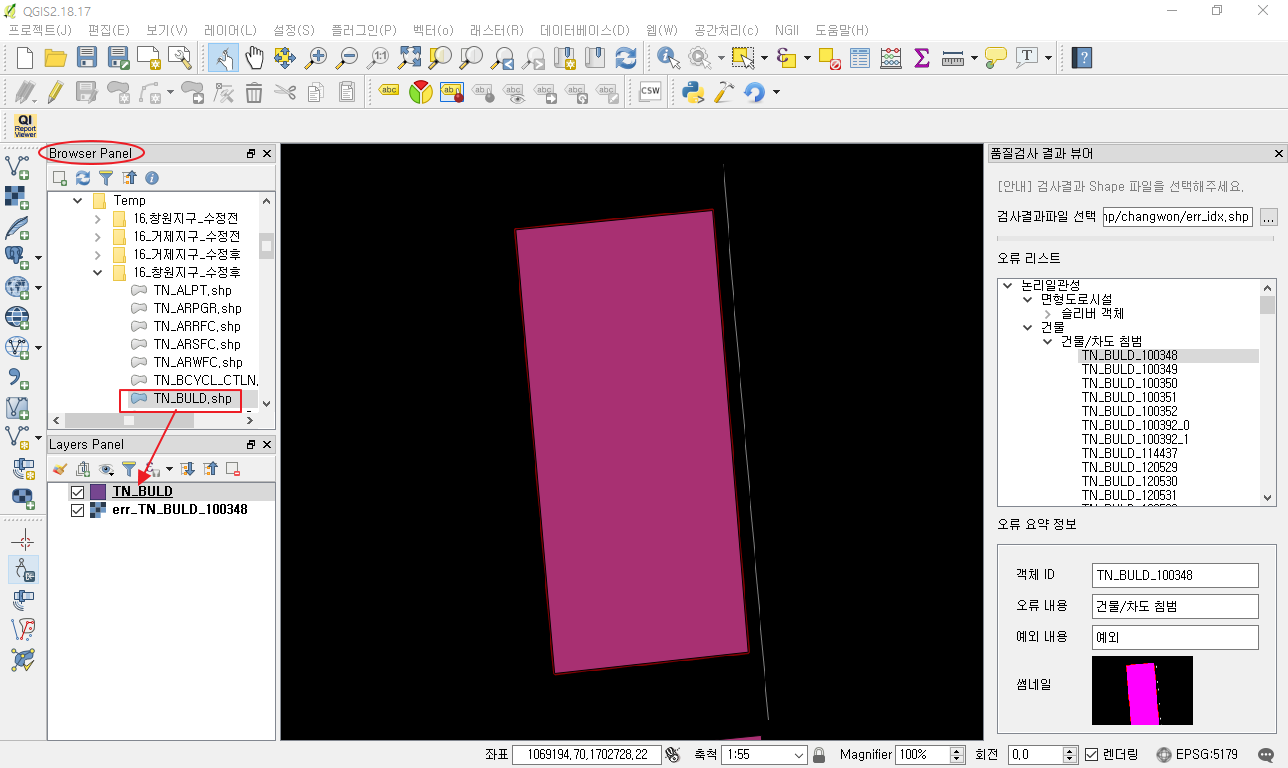 QGIS2.18.17
프로젝트(J) 편집(E) 보기(V) 레이어(L) 설정(S) 플러그인(P) 벡터(o) 래스터(R) 데이터베이스(D) 웹(W) 공간처리(c) NGII 도움말(H)
CSW
QI Report Viewer
Browser Panel
Temp
16.창원지구_수정전
16_거제지구_수정전
16_거제지구_수정후
16_창원지구_수정후
TN_ALPT.shp
TN_ARPGR.shp
TN_ARRFC.shp
TN_ARSFC.shp
TN_ARWFC.shp
TN_BCYCL_CTLN.
TN_BULD.shp
Layers Panel
TN_BULD
err_TN_BULD_100348
품질검사 결과 뷰어
[안내] 검사결과 Shape 파일을 선택해주세요.
검사결과파일 선택 np/changwon/err_idx.shp ...
오류 리스트
논리일관성
면형도로시설
슬리버 객체
건물
건물/차도 침범
TN_BULD_100348
TN_BULD_100349
TN_BULD_100350
TN_BULD_100351
TN_BULD_100352
TN_BULD_100392_0
TN_BULD_100392_1
TN_BULD_114437
TN_BULD_120529
TN_BULD_120530
TN_BULD_120531
오류 요약 정보
객체 ID TN_BULD_100348
오류 내용 건물/차도 침범
예외 내용 예외
썸네일
좌표 1069194.70,1702728.22 축척 1:55 Magnifier 100% 회전 0.0 렌더링 EPSG:5179